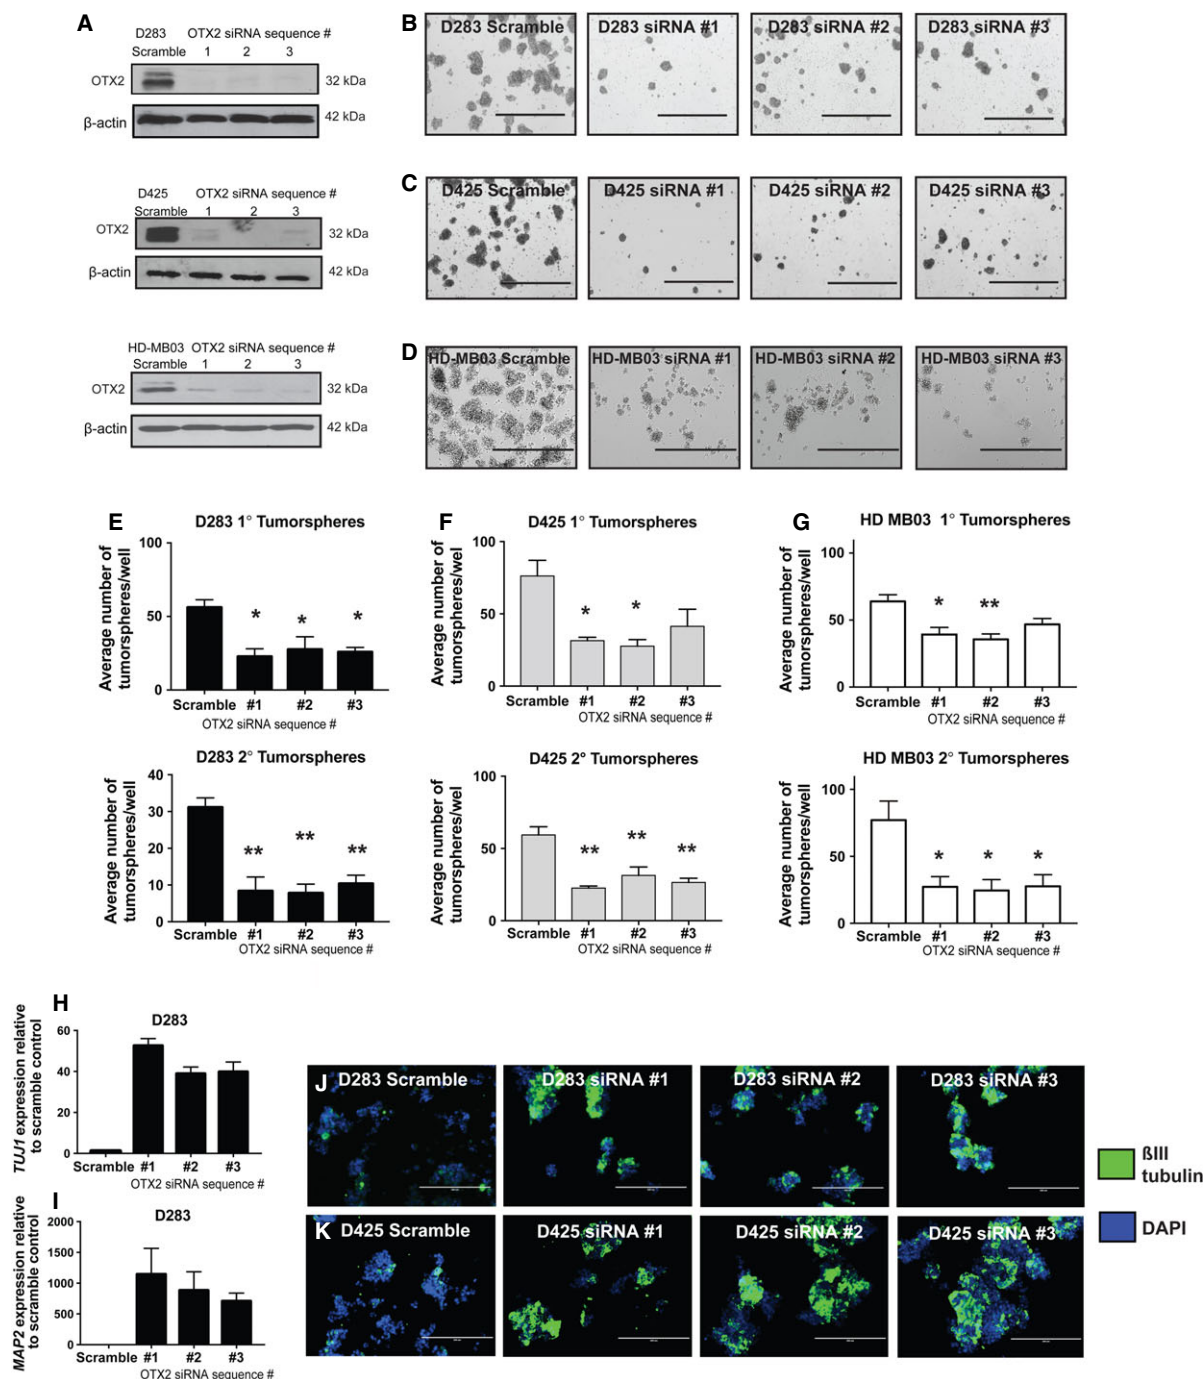 A
D283 OTX2 siRNA sequence #
Scramble 1 2 3
OTX2 32 kDa
β-actin 42 kDa
D425 OTX2 siRNA sequence #
Scramble 1 2 3
OTX2 32 kDa
β-actin 42 kDa
HD-MB03 OTX2 siRNA sequence #
Scramble 1 2 3
OTX2 32 kDa
β-actin 42 kDa
B
D283 Scramble D283 siRNA #1 D283 siRNA #2 D283 siRNA #3
C
D425 Scramble D425 siRNA #1 D425 siRNA #2 D425 siRNA #3
D
HD-MB03 Scramble HD-MB03 siRNA #1 HD-MB03 siRNA #2 HD-MB03 siRNA #3
E
D283 1° Tumorspheres
Average number of
tumorspheres/well
100
50
0
* * *
Scramble #1 #2 #3
OTX2 siRNA sequence #
D283 2° Tumorspheres
Average number of
tumorspheres/well
40
30
20
10
0
** ** **
Scramble #1 #2 #3
OTX2 siRNA sequence #
F
D425 1° Tumorspheres
Average number of
tumorspheres/wel
100
50
0
* *
Scramble #1 #2 #3
OTX2 siRNA sequence #
D425 2° Tumorspheres
Average number of
tumorspheres/well
100
50
0
** ** **
Scramble #1 #2 #3
OTX2 siRNA sequence #
G
HD MB03 1° Tumorspheres
Average number of
tumorspheres/well
100
50
0
* **
Scramble #1 #2 #3
OTX2 siRNA sequence #
HD MB03 2° Tumorspheres
Average number of
tumorspheres/well
100
50
0
* * *
Scramble #1 #2 #3
OTX2 siRNA sequence #
H
D283
TUJ1 expression relative
to scramble control
60
40
20
0
Scramble #1 #2 #3
OTX2 siRNA sequence #
I
D283
MAP2 expression relative
to scramble control
2000
1500
1000
500
0
Scramble #1 #2 #3
OTX2 siRNA sequence #
J
D283 Scramble D283 siRNA #1 D283 siRNA #2 D283 siRNA #3
K
D425 Scramble D425 siRNA #1 D425 siRNA #2 D425 siRNA #3
ßIII
tubulin
DAPI